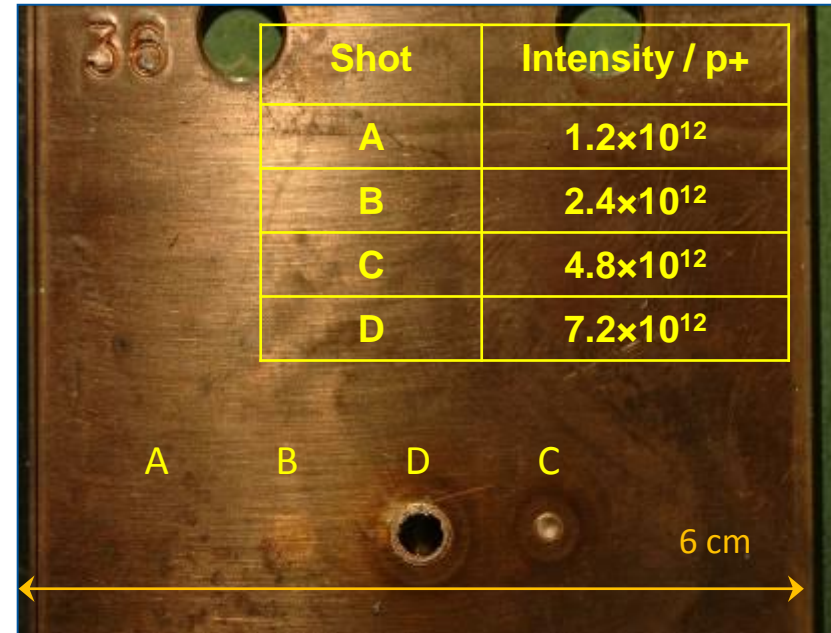 36
Shot Intensity / p+
A 1.2×10¹²
B 2.4×10¹²
C 4.8×10¹²
D 7.2×10¹²
A B D C
6 cm